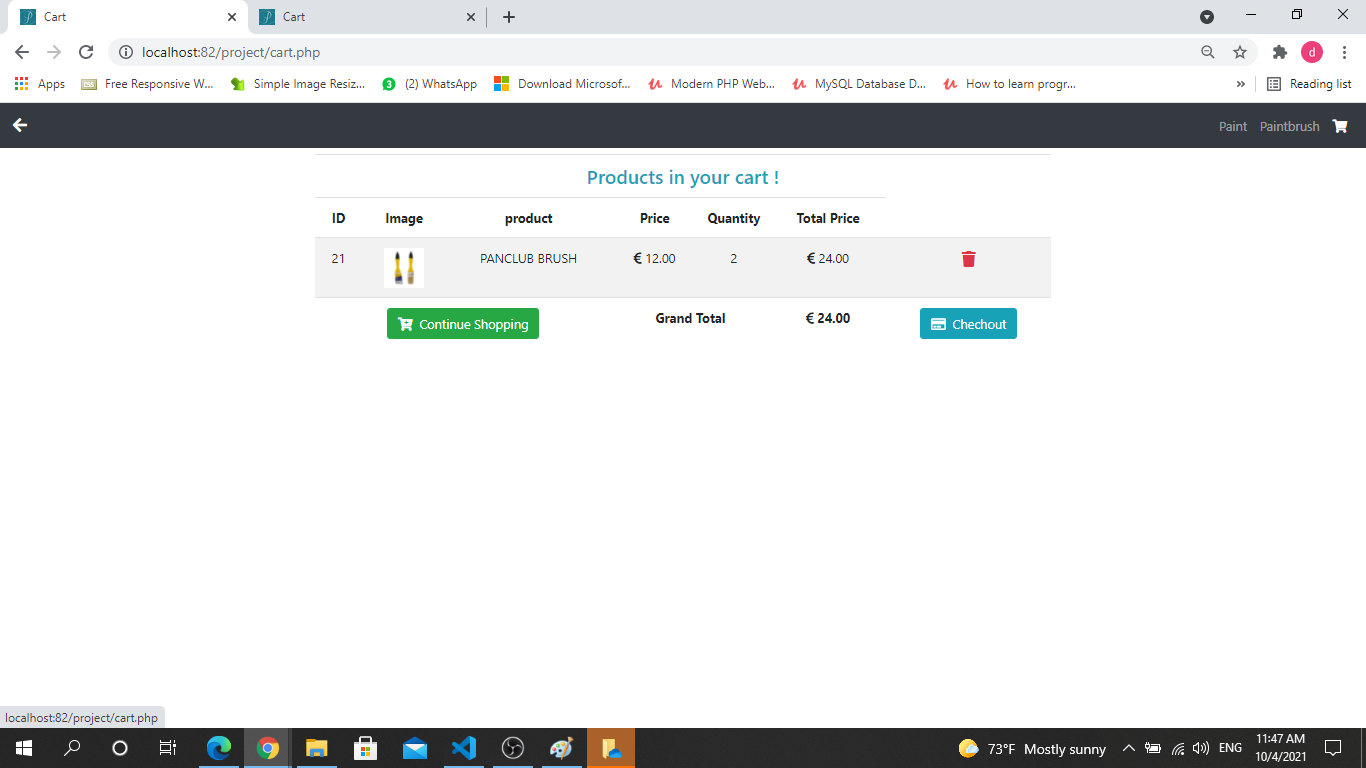 Cart
Cart
localhost:82/project/cart.php
d
Apps
CSS
Free Responsive W...
Simple Image Resiz...
3
(2) WhatsApp
Download Microsof...
Modern PHP Web...
MySQL Database D...
How to learn progr...
»
Reading list
Paint Paintbrush
Products in your cart !
ID Image product Price Quantity Total Price
21 PANCLUB BRUSH € 12.00 2 € 24.00
Continue Shopping Grand Total € 24.00 Chechout
localhost:82/project/cart.php
73°F Mostly sunny
ENG
11:47 AM
10/4/2021